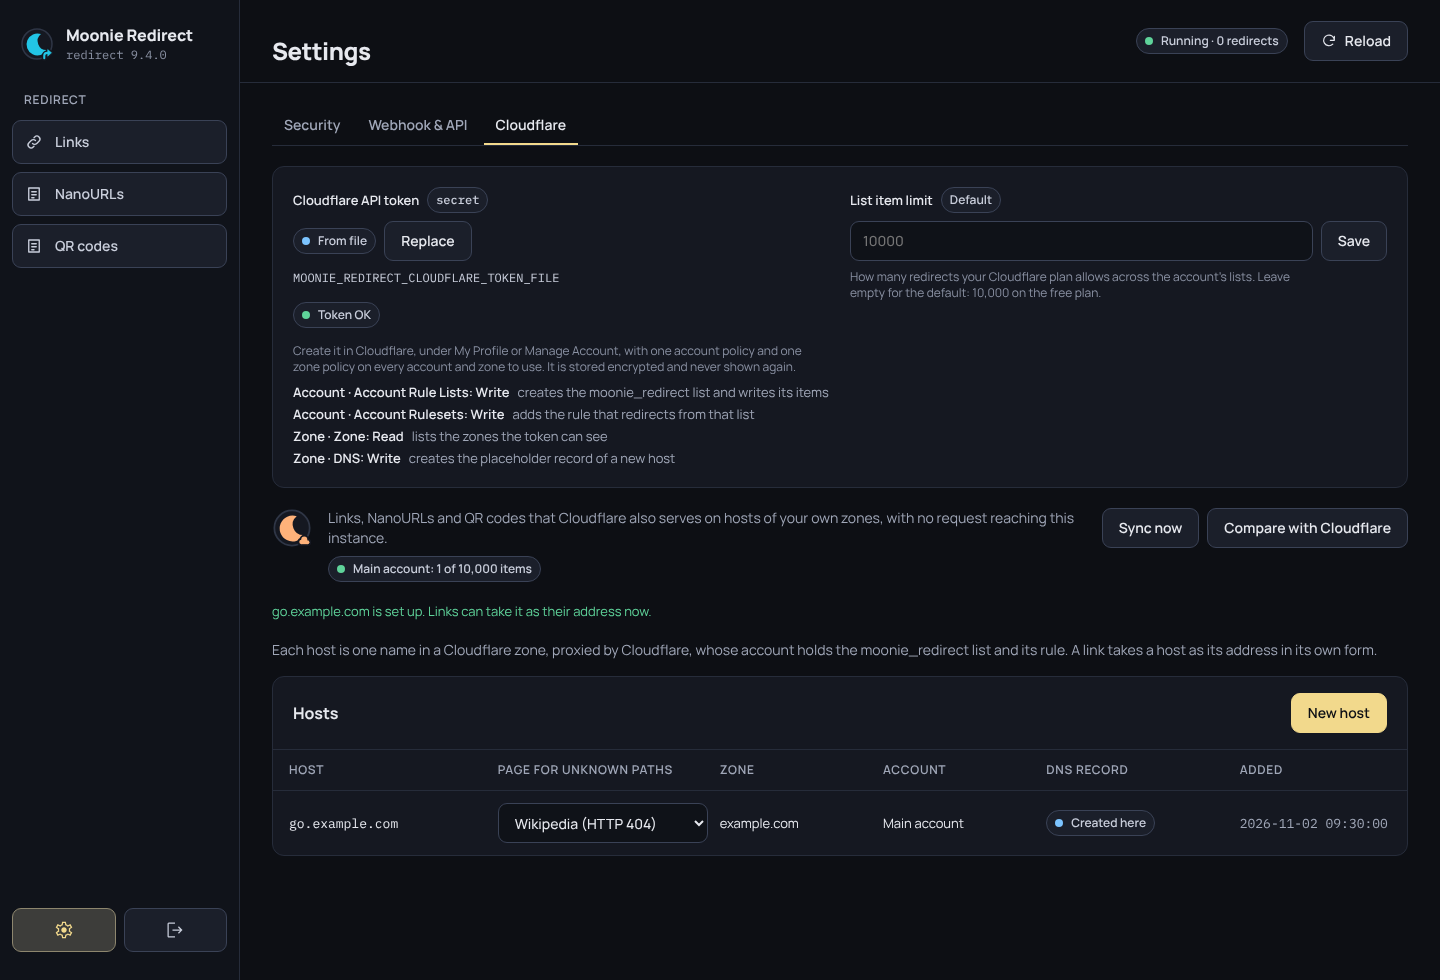 Moonie Redirect
redirect 9.4.0
REDIRECT
Links
NanoURLs
QR codes
Settings
Running · 0 redirects
Reload
Security
Webhook & API
Cloudflare
Cloudflare API token
secret
From file
Replace
MOONIE_REDIRECT_CLOUDFLARE_TOKEN_FILE
Token OK
Create it in Cloudflare, under My Profile or Manage Account, with one account policy and one
zone policy on every account and zone to use. It is stored encrypted and never shown again.
Account · Account Rule Lists: Write creates the moonie_redirect list and writes its items
Account · Account Rulesets: Write adds the rule that redirects from that list
Zone · Zone: Read lists the zones the token can see
Zone · DNS: Write creates the placeholder record of a new host
List item limit
Default
10000
Save
How many redirects your Cloudflare plan allows across the account's lists. Leave
empty for the default: 10,000 on the free plan.
Links, NanoURLs and QR codes that Cloudflare also serves on hosts of your own zones, with no request reaching this
instance.
Main account: 1 of 10,000 items
Sync now
Compare with Cloudflare
go.example.com is set up. Links can take it as their address now.
Each host is one name in a Cloudflare zone, proxied by Cloudflare, whose account holds the moonie_redirect list and its rule. A link takes a host as its address in its own form.
Hosts
New host
HOST PAGE FOR UNKNOWN PATHS ZONE ACCOUNT DNS RECORD ADDED
go.example.com Wikipedia (HTTP 404) example.com Main account Created here 2026-11-02 09:30:00